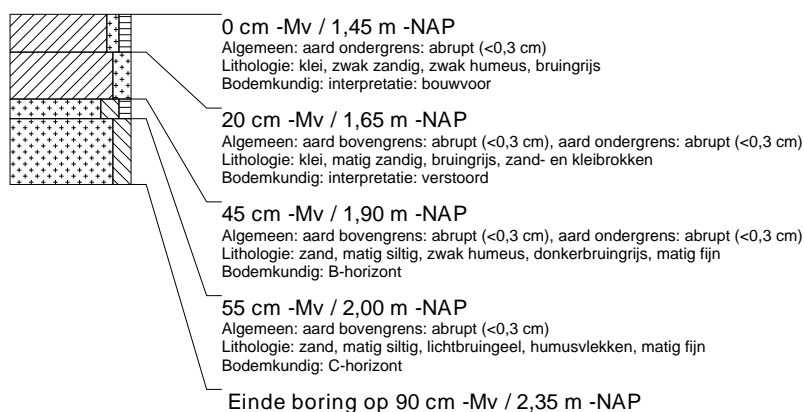 0 cm -Mv / 1,45 m -NAP
Algemeen: aard ondergrens: abrupt (<0,3 cm)
Lithologie: klei, zwak zandig, zwak humeus, bruingrijs
Bodemkundig: interpretatie: bouwvoor
20 cm -Mv / 1,65 m -NAP
Algemeen: aard bovengrens: abrupt (<0,3 cm), aard ondergrens: abrupt (<0,3 cm)
Lithologie: klei, matig zandig, bruingrijs, zand- en kleibrokken
Bodemkundig: interpretatie: verstoord
45 cm -Mv / 1,90 m -NAP
Algemeen: aard bovengrens: abrupt (<0,3 cm), aard ondergrens: abrupt (<0,3 cm)
Lithologie: zand, matig siltig, zwak humeus, donkerbruingrijs, matig fijn
Bodemkundig: B-horizont
55 cm -Mv / 2,00 m -NAP
Algemeen: aard bovengrens: abrupt (<0,3 cm)
Lithologie: zand, matig siltig, lichtbruingeel, humusvlekken, matig fijn
Bodemkundig: C-horizont
Einde boring op 90 cm -Mv / 2,35 m -NAP